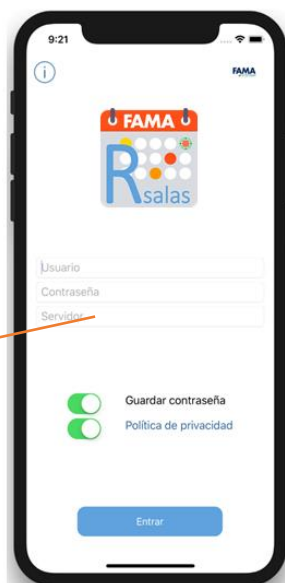 9:21
i
FAMA
FAMA
Rsalas
Usuario
Contraseña
Servidor
Guardar contraseña
Política de privacidad
Entrar